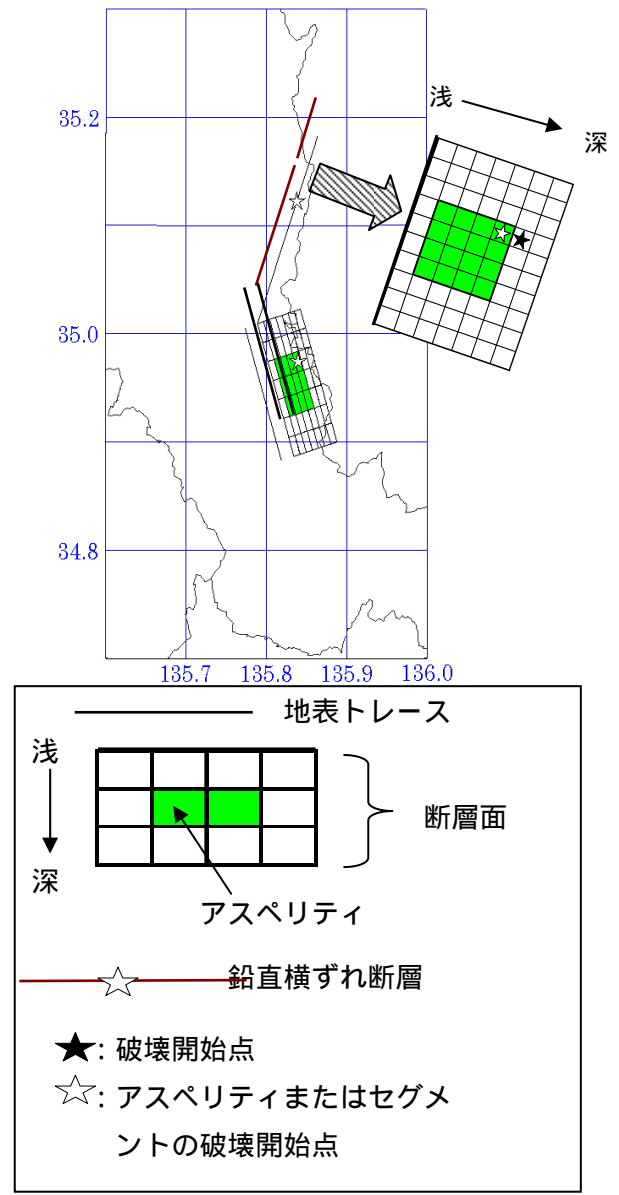 35.2
35.0
34.8
135.7 135.8 135.9 136.0
浅
深
地表トレース
浅
深
断層面
アスペリティ
鉛直横ずれ断層
: 破壊開始点
: アスペリティまたはセグメ
ントの破壊開始点